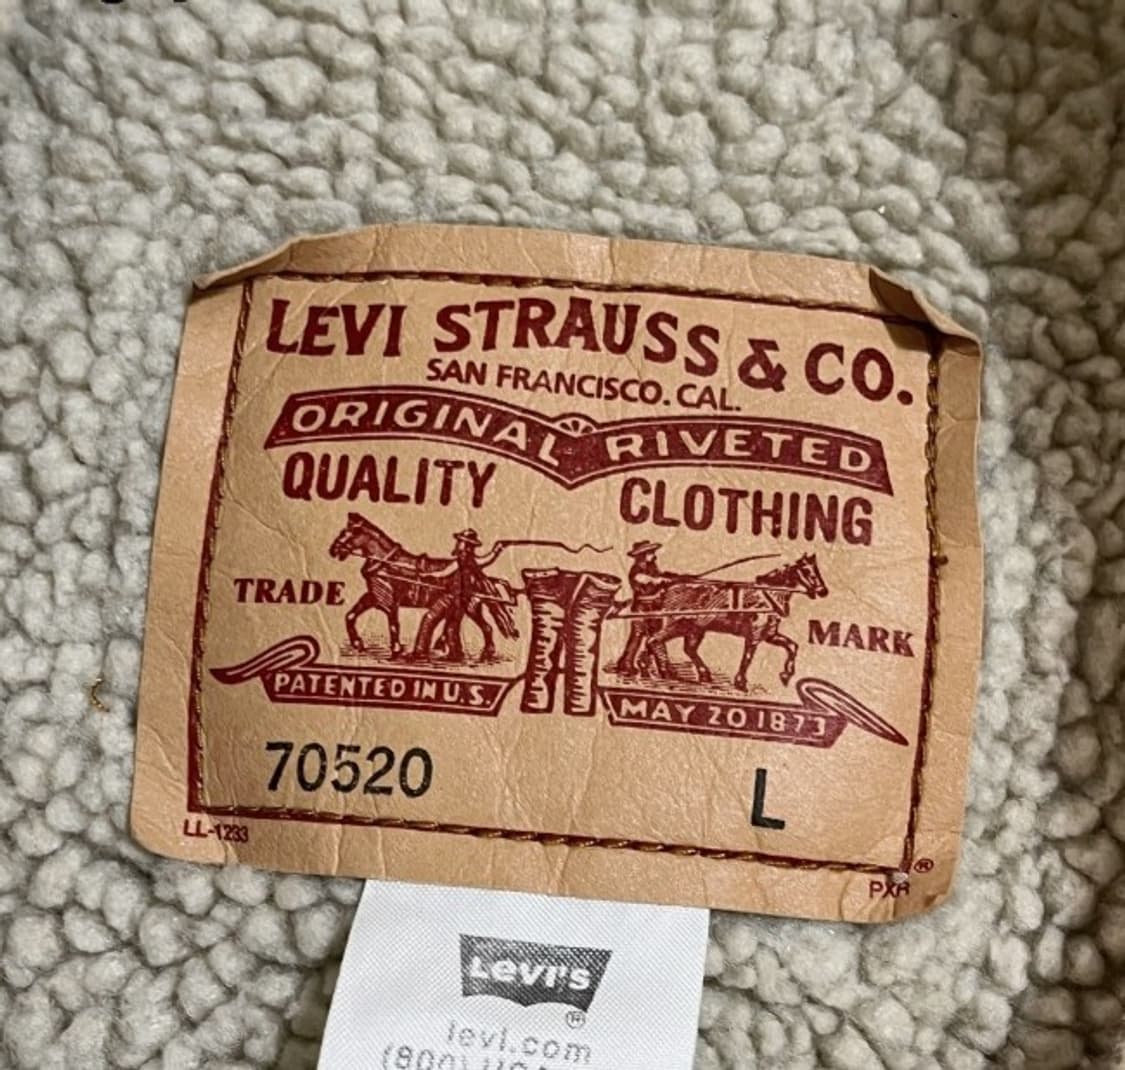 LEVI STRAUSS & CO.
SAN FRANCISCO. CAL.
ORIGINAL RIVETED
QUALITY CLOTHING
TRADE MARK
PATENTED IN U.S. MAY 20 1873
70520 L
LL-1233
PXR ®
Levi's
®
levi.com
(800)